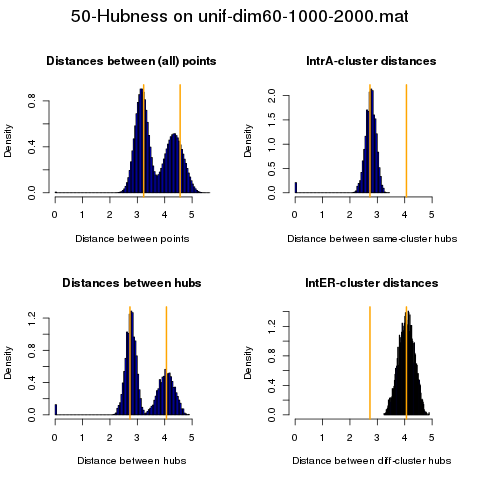 50-Hubness on unif-dim60-1000-2000.mat
Distances between (all) points
Density
0.0 0.4 0.8
0 1 2 3 4 5
Distance between points
IntrA-cluster distances
Density
0.0 0.5 1.0 1.5 2.0
0 1 2 3 4 5
Distance between same-cluster hubs
Distances between hubs
Density
0.0 0.4 0.8 1.2
0 1 2 3 4 5
Distance between hubs
IntER-cluster distances
Density
0.0 0.4 0.8 1.2
0 1 2 3 4 5
Distance between diff-cluster hubs